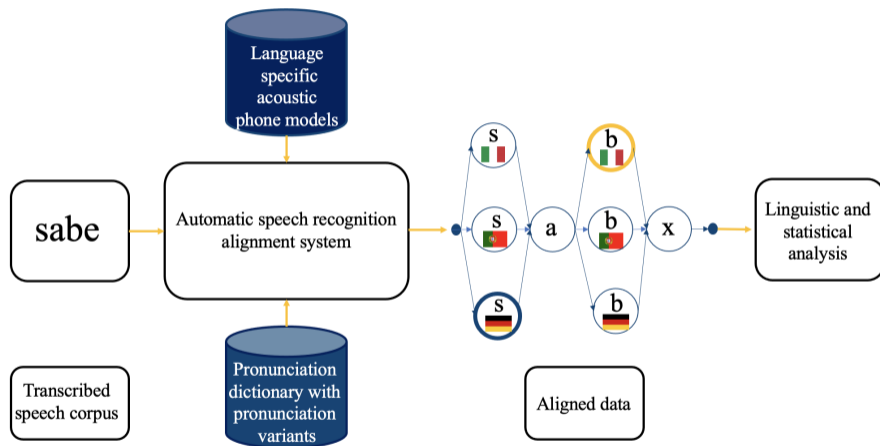 Language
specific
acoustic
phone models
sabe
Automatic speech recognition
alignment system
s
s
s
a
b
b
b
x
Linguistic and
statistical
analysis
Transcribed
speech corpus
Pronunciation
dictionary with
pronunciation
variants
Aligned data